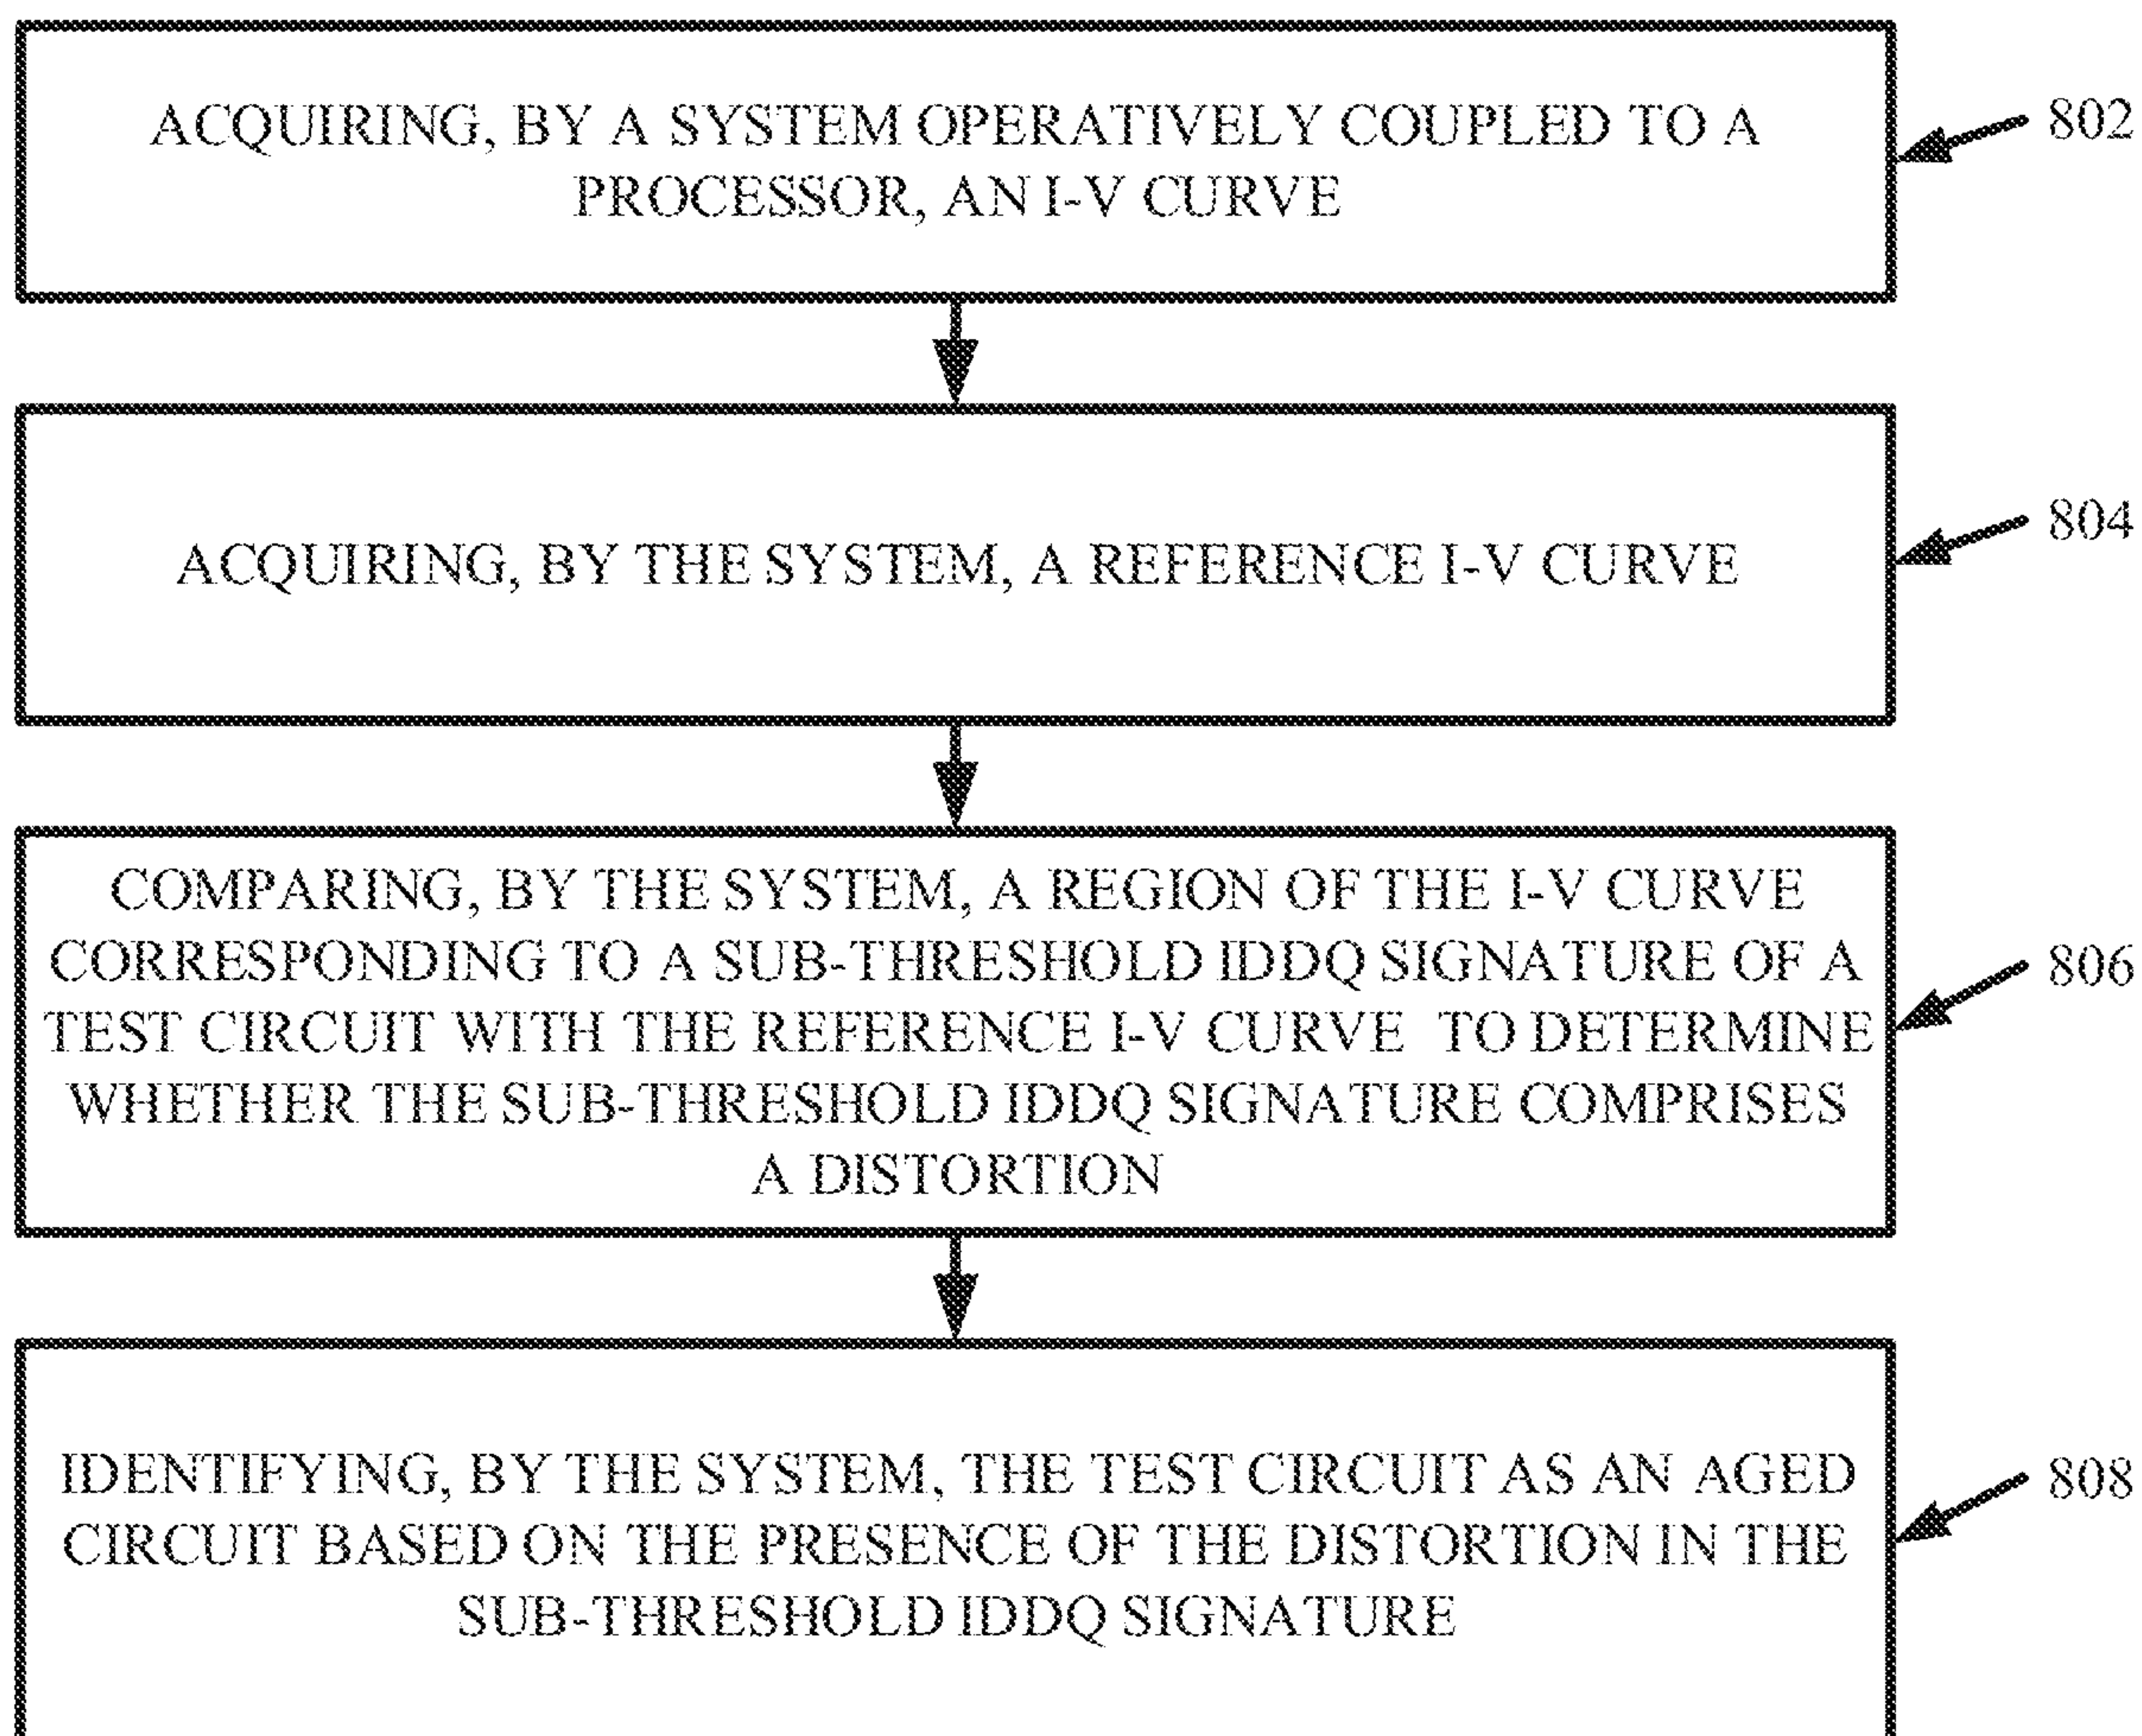 ACQUIRING, BY A SYSTEM OPERATIVELY COUPLED TO A
PROCESSOR, AN I-V CURVE
802
ACQUIRING, BY THE SYSTEM, A REFERENCE I-V CURVE
804
COMPARING, BY THE SYSTEM, A REGION OF THE I-V CURVE
CORRESPONDING TO A SUB-THRESHOLD IDDQ SIGNATURE OF A
TEST CIRCUIT WITH THE REFERENCE I-V CURVE TO DETERMINE
WHETHER THE SUB-THRESHOLD IDDQ SIGNATURE COMPRISES
A DISTORTION
806
IDENTIFYING, BY THE SYSTEM, THE TEST CIRCUIT AS AN AGED
CIRCUIT BASED ON THE PRESENCE OF THE DISTORTION IN THE
SUB-THRESHOLD IDDQ SIGNATURE
808